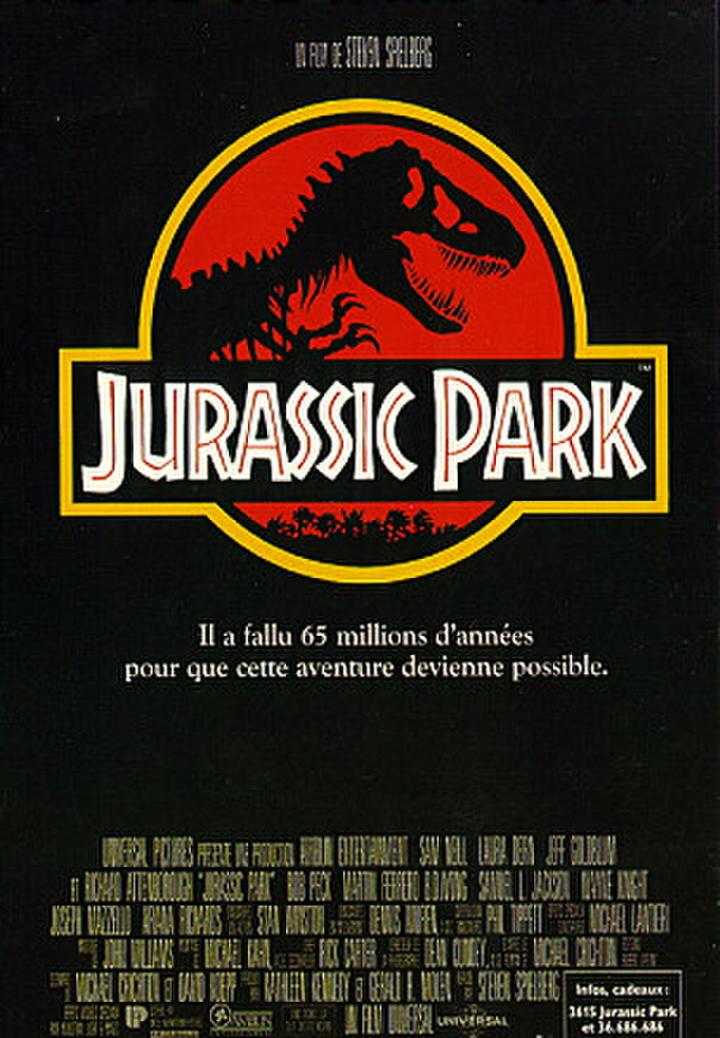 UN FILM DE STEVEN SPIELBERG
JURASSIC PARK
TM
Il a fallu 65 millions d'années
pour que cette aventure devienne possible.
UNIVERSAL PICTURES PRESENTE UNE PRODUCTION AMBLIN ENTERTAINMENT SAM NEILL LAURA DERN JEFF GOLDBLUM
ET RICHARD ATTENBOROUGH "JURASSIC PARK" BOB PECK MARTIN FERRERO B.D. WONG SAMUEL L. JACKSON WAYNE KNIGHT
JOSEPH MAZZELLO ARIANA RICHARDS STAN WINSTON DENNIS MUREN PHIL TIPPETT MICHAEL LANTIERI
JOHN WILLIAMS MICHAEL KAHN RICK CARTER DEAN CUNDEY MICHAEL CRICHTON
MICHAEL CRICHTON ET DAVID KOEPP KATHLEEN KENNEDY ET GERALD R. MOLEN STEVEN SPIELBERG
UIP UN FILM UNIVERSAL UNIVERSAL
Infos, cadeaux :
3615 Jurassic Park
et 36.686.686